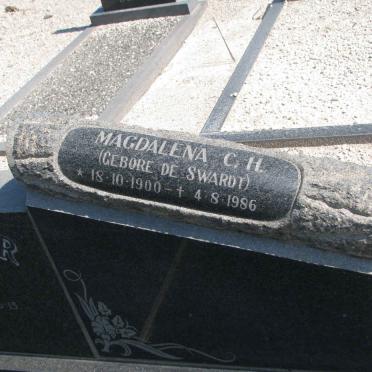 MAGDALENA C. H.
(GEBORE DE SWARDT)
* 18·10·1900 - † 4·8·1986
R